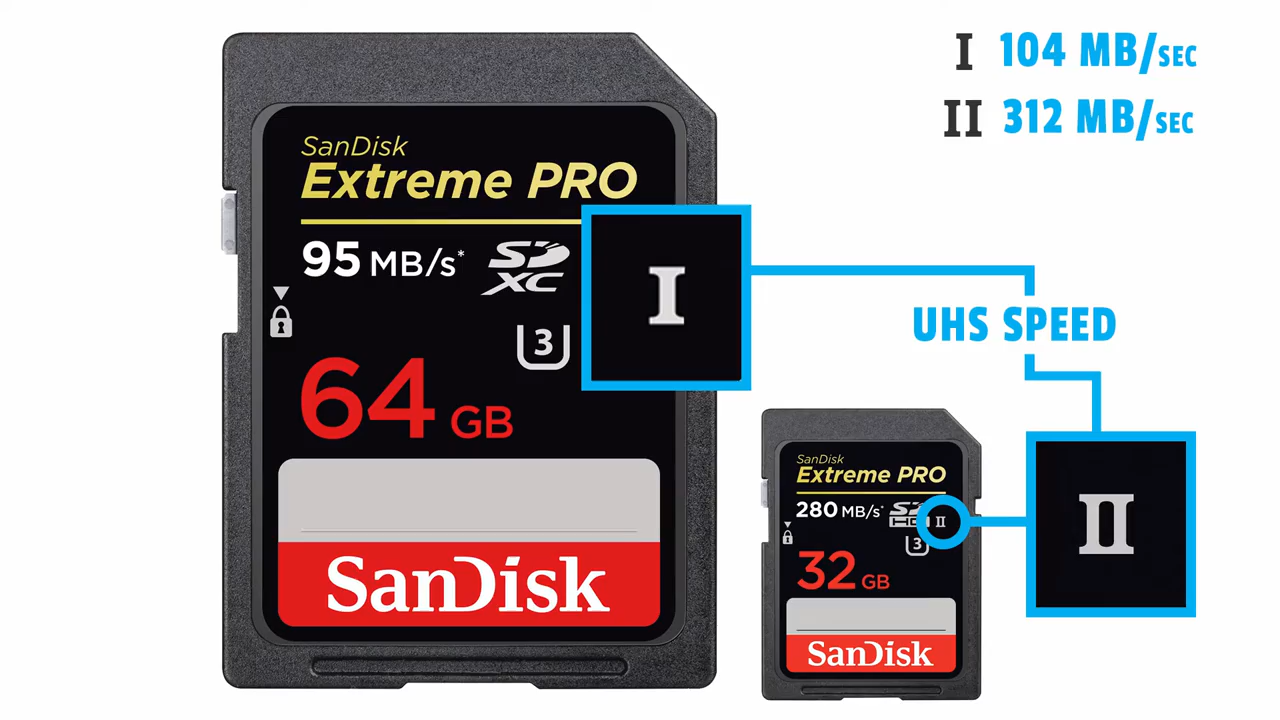 I 104 MB/SEC
II 312 MB/SEC
SanDisk
Extreme PRO
95 MB/s*
SD
XC
I
3
64 GB
SanDisk
UHS SPEED
SanDisk
Extreme PRO
280 MB/s*
SD
HC II
3
32 GB
SanDisk
II